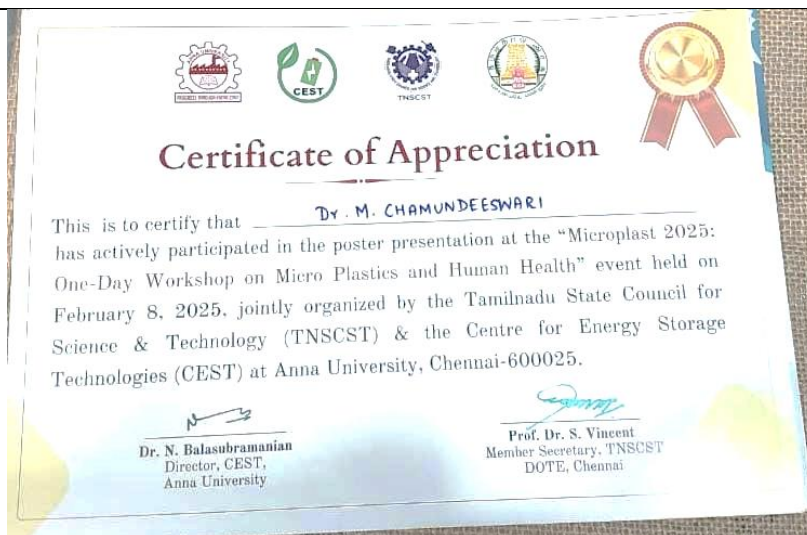 CEST
TNSCST
Certificate of Appreciation
This is to certify that Dr. M. CHAMUNDEESWARI
has actively participated in the poster presentation at the “Microplast 2025:
One-Day Workshop on Micro Plastics and Human Health” event held on
February 8, 2025, jointly organized by the Tamilnadu State Council for
Science & Technology (TNSCST) & the Centre for Energy Storage
Technologies (CEST) at Anna University, Chennai-600025.
Dr. N. Balasubramanian
Director, CEST,
Anna University
Prof. Dr. S. Vincent
Member Secretary, TNSCST
DOTE, Chennai